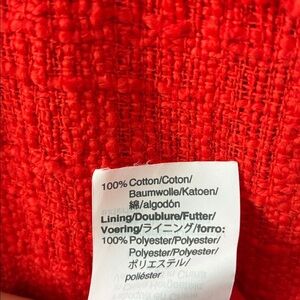 100% Cotton/Coton/
Baumwolle/Katoen/
綿/algodón
Lining/Doublure/Futter/
Voering/ライニング/forro:
100% Polyester/Polyester/
Polyester/Polyester/
ポリエステル/
poliéster